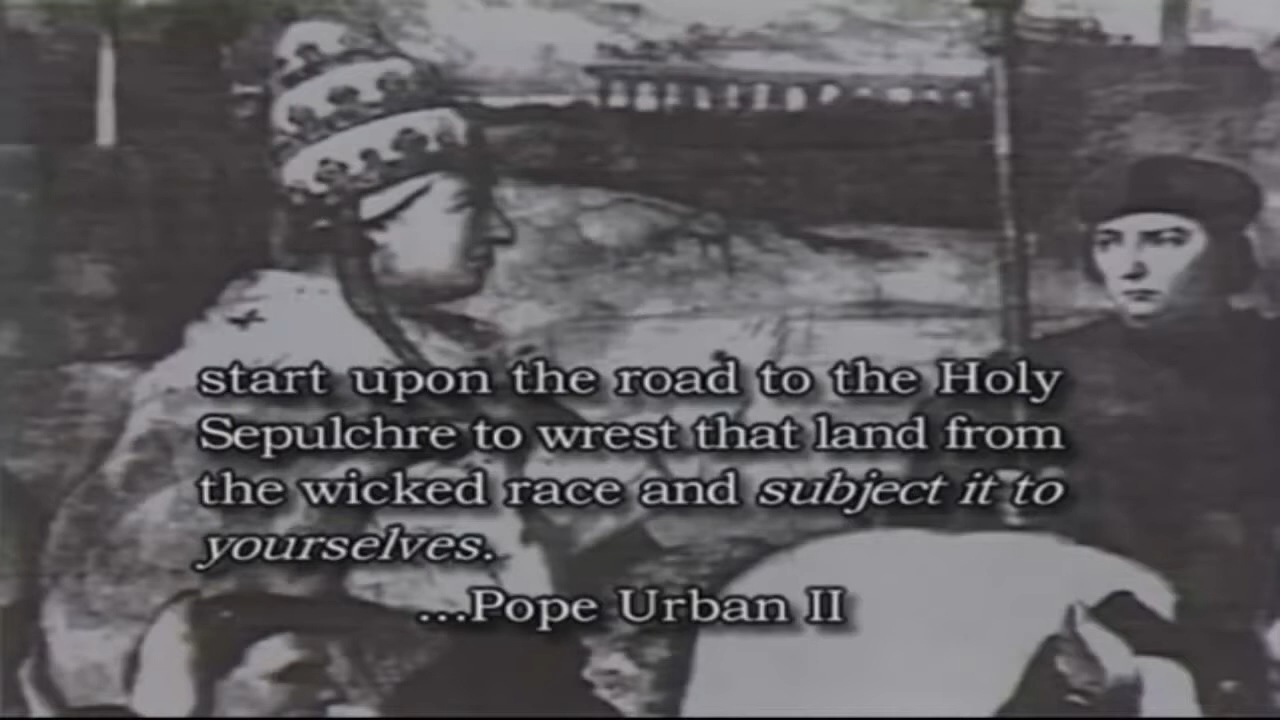 start upon the road to the Holy
Sepulchre to wrest that land from
the wicked race and subject it to
yourselves.
...Pope Urban II